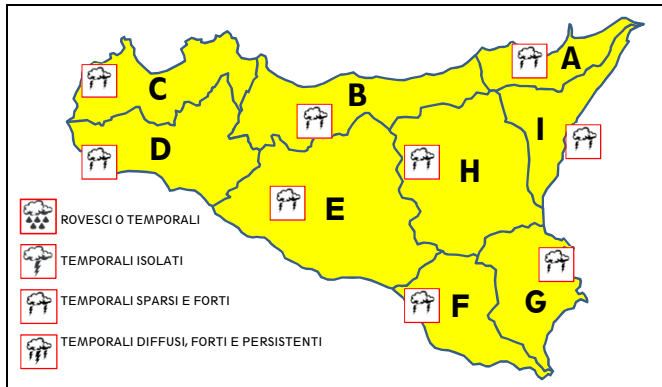 A
C
B
I
D
H
E
ROVESCI O TEMPORALI
TEMPORALI ISOLATI
G
F
TEMPORALI SPARSI E FORTI
TEMPORALI DIFFUSI, FORTI E PERSISTENTI